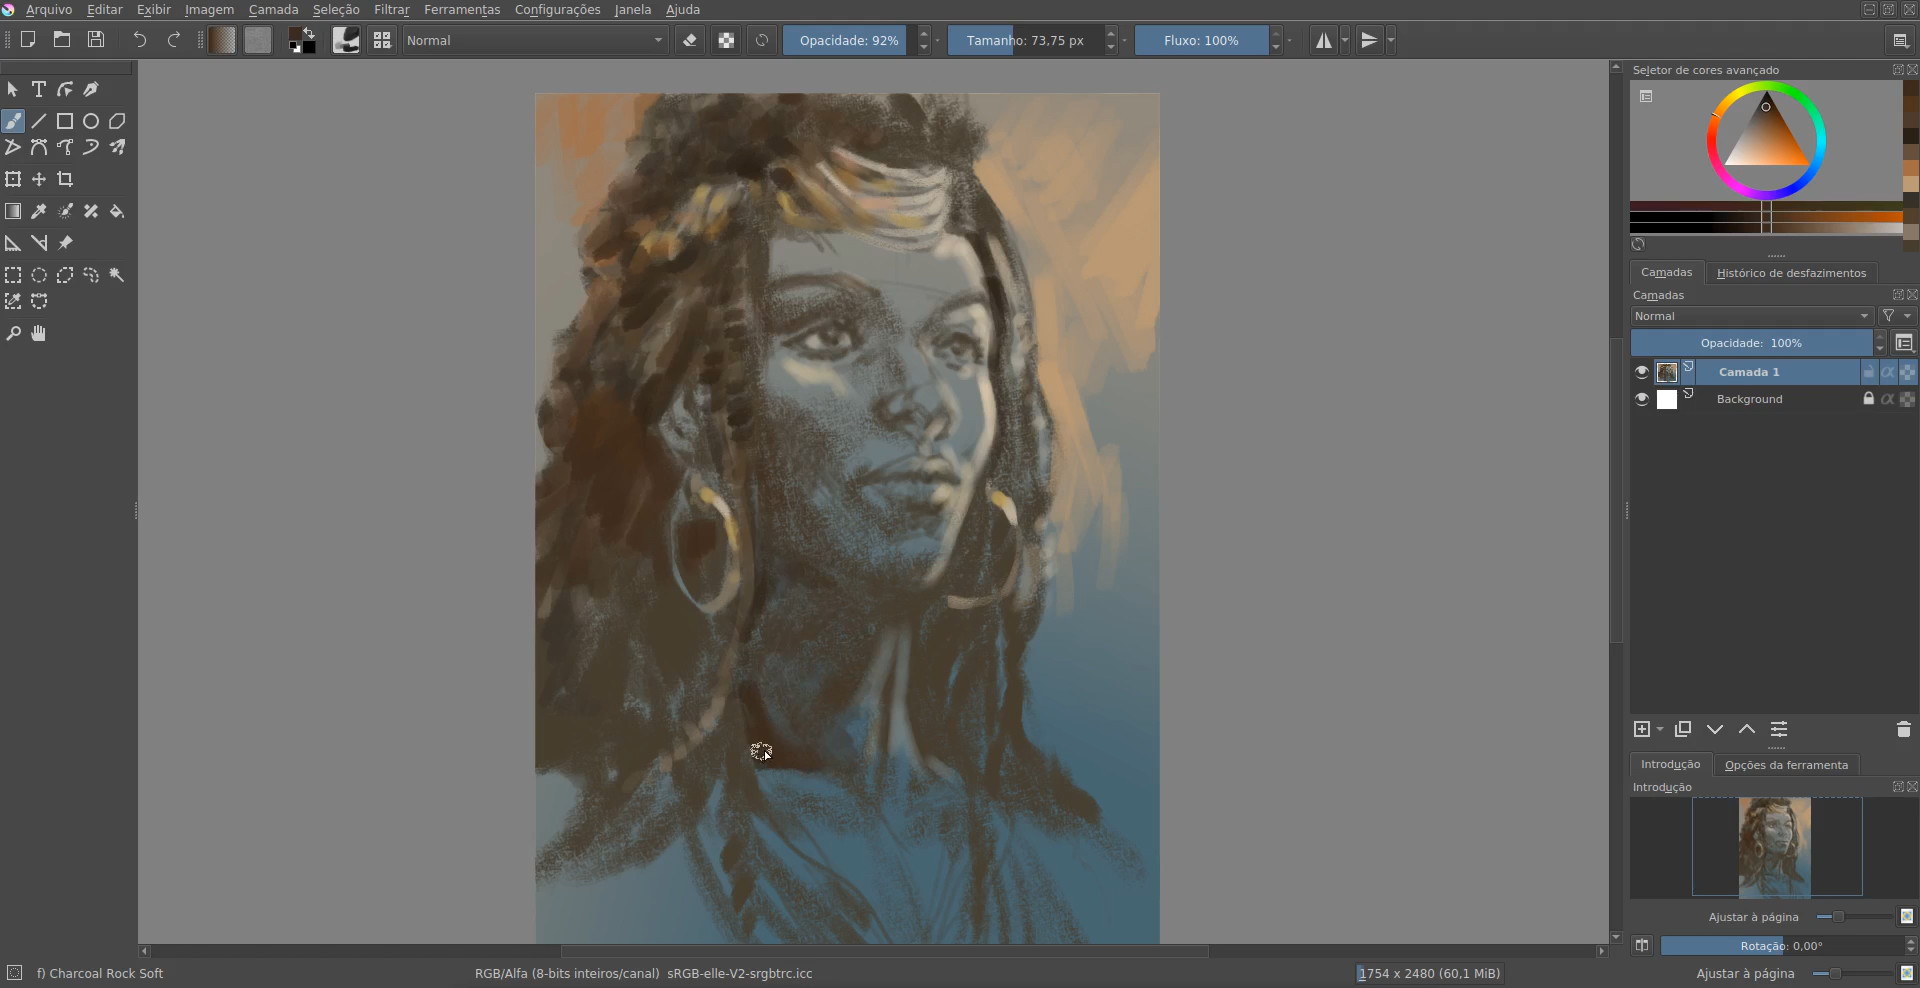 Arquivo Editar Exibir Imagem Camada Seleção Filtrar Ferramentas Configurações Janela Ajuda
Normal Opacidade: 92% Tamanho: 73,75 px Fluxo: 100%
Seletor de cores avançado
Camadas Histórico de desfazimentos
Camadas
Normal
Opacidade: 100%
Camada 1
Background
Introdução Opções da ferramenta
Introdução
Ajustar à página
Rotação: 0,00°
f) Charcoal Rock Soft RGB/Alfa (8-bits inteiros/canal) sRGB-elle-V2-srgbtrc.icc 1754 x 2480 (60,1 MiB) Ajustar à página